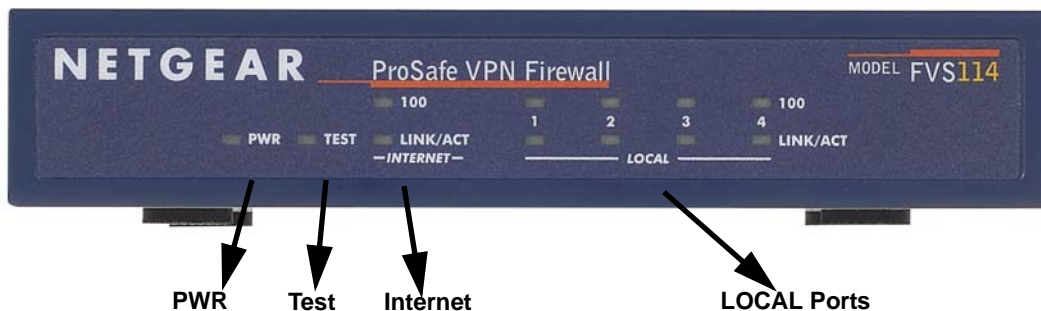 NETGEAR
ProSafe VPN Firewall
MODEL FVS114
100
100
1 2 3 4
PWR TEST LINK/ACT
LINK/ACT
INTERNET
LOCAL
PWR Test Internet LOCAL Ports